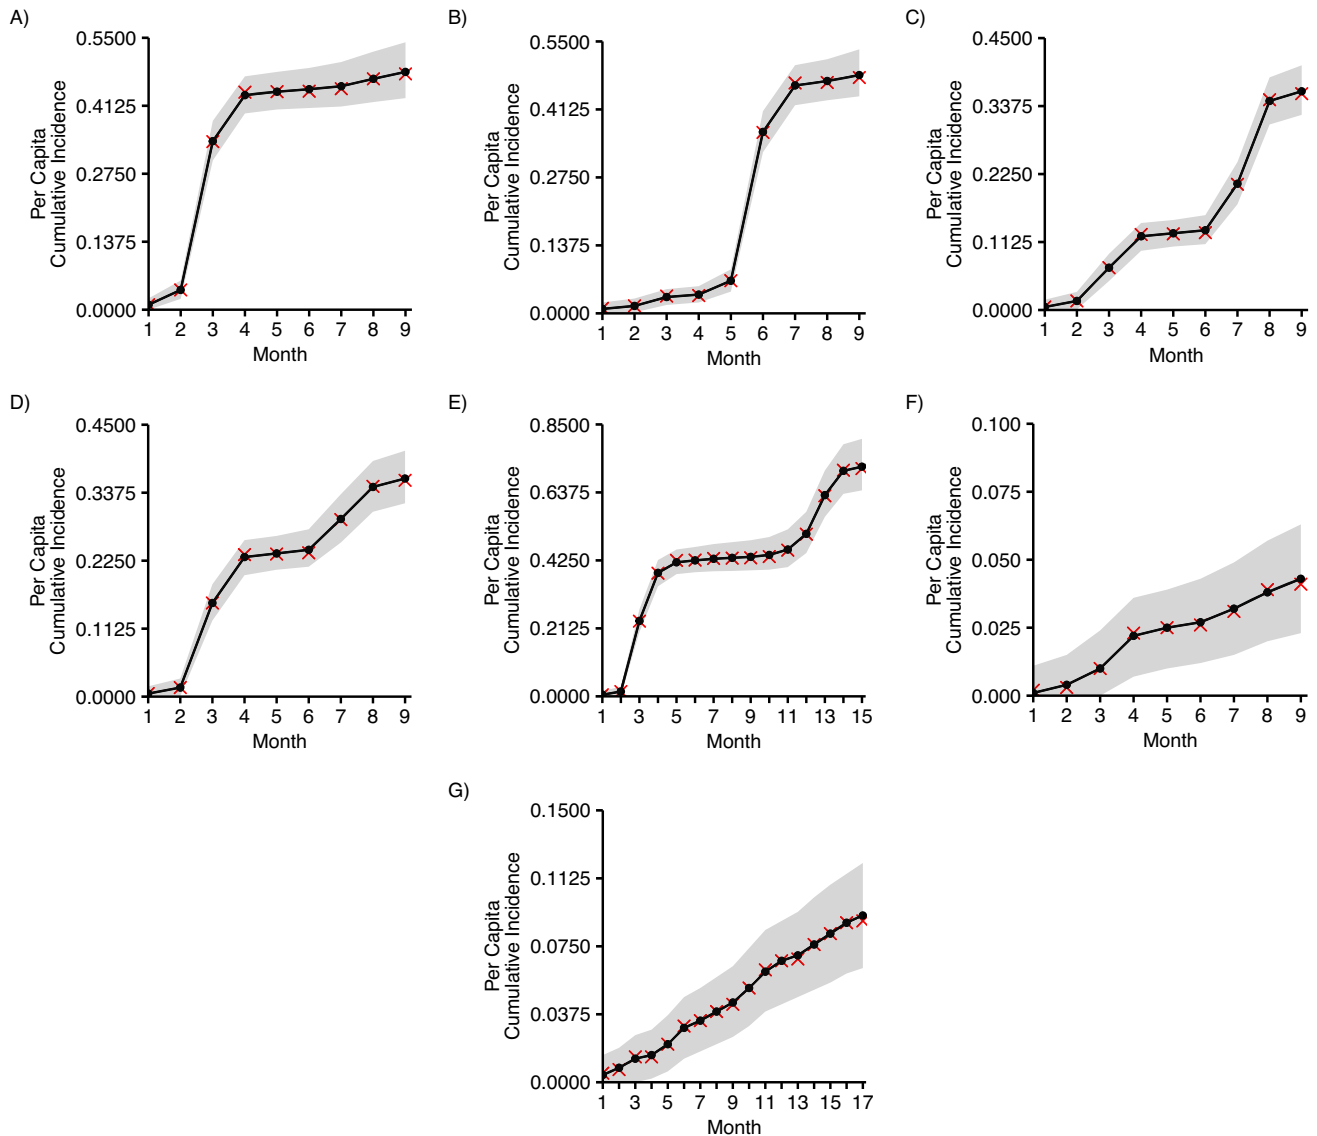 A)
Per Capita
Cumulative Incidence
0.5500
0.4125
0.2750
0.1375
0.0000
1 2 3 4 5 6 7 8 9
Month
B)
Per Capita
Cumulative Incidence
0.5500
0.4125
0.2750
0.1375
0.0000
1 2 3 4 5 6 7 8 9
Month
C)
Per Capita
Cumulative Incidence
0.4500
0.3375
0.2250
0.1125
0.0000
1 2 3 4 5 6 7 8 9
Month
D)
Per Capita
Cumulative Incidence
0.4500
0.3375
0.2250
0.1125
0.0000
1 2 3 4 5 6 7 8 9
Month
E)
Per Capita
Cumulative Incidence
0.8500
0.6375
0.4250
0.2125
0.0000
1 3 5 7 9 11 13 15
Month
F)
Per Capita
Cumulative Incidence
0.100
0.075
0.050
0.025
0.000
1 2 3 4 5 6 7 8 9
Month
G)
Per Capita
Cumulative Incidence
0.1500
0.1125
0.0750
0.0375
0.0000
1 3 5 7 9 11 13 15 17
Month